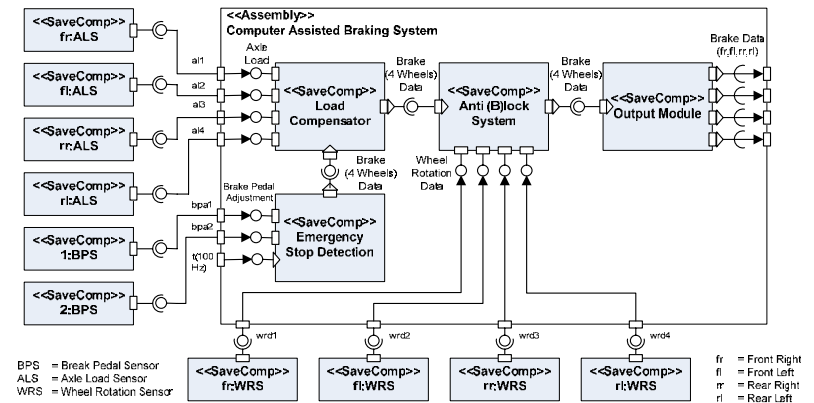 <<SaveComp>>
fr:ALS
<<SaveComp>>
fl:ALS
<<SaveComp>>
rr:ALS
<<SaveComp>>
rl:ALS
<<SaveComp>>
1:BPS
<<SaveComp>>
2:BPS
<<Assembly>>
Computer Assisted Braking System
al1
al2
al3
al4
Axle
Load
<<SaveComp>>
Load
Compensator
Brake
(4 Wheels)
Data
<<SaveComp>>
Anti (B)lock
System
Brake
(4 Wheels)
Data
<<SaveComp>>
Output Module
Brake Data
(fr,fl,rr,rl)
Brake
(4 Wheels)
Data
Wheel
Rotation
Data
Brake Pedal
Adjustment
bpa1
bpa2
t(100
Hz)
<<SaveComp>>
Emergency
Stop Detection
wrd1
wrd2
wrd3
wrd4
<<SaveComp>>
fr:WRS
<<SaveComp>>
fl:WRS
<<SaveComp>>
rr:WRS
<<SaveComp>>
rl:WRS
BPS = Break Pedal Sensor
ALS = Axle Load Sensor
WRS = Wheel Rotation Sensor
fr = Front Right
fl = Front Left
rr = Rear Right
rl = Rear Left